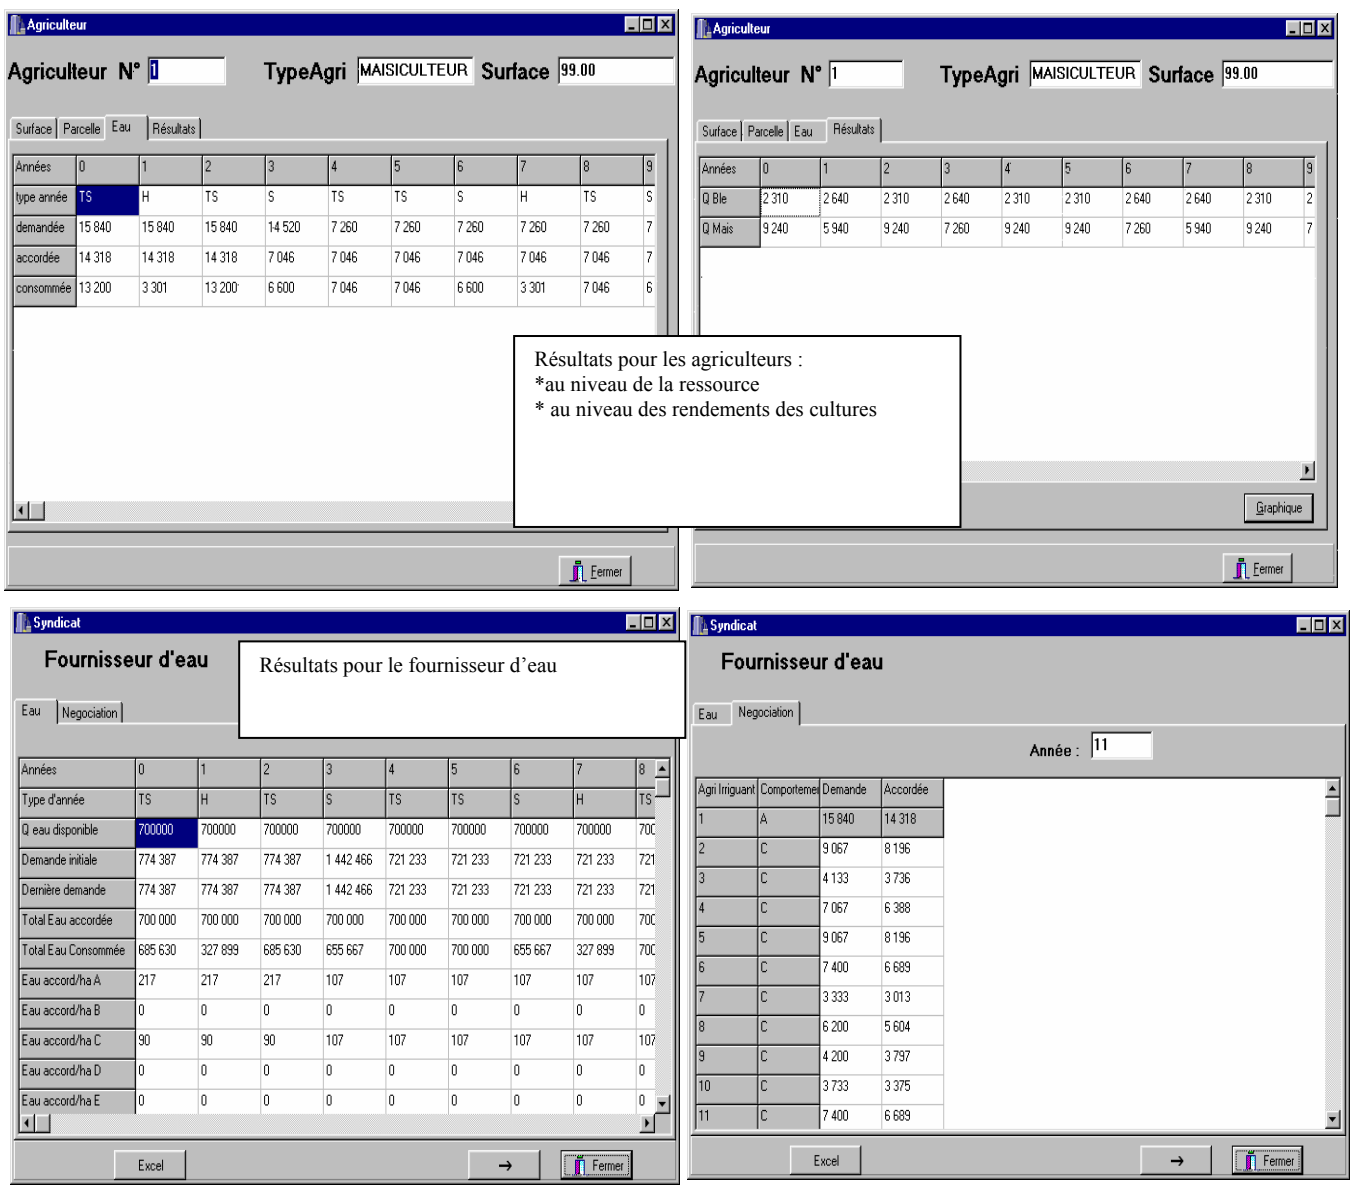 Agriculteur
Agriculteur N° 1 TypeAgri MAISICULTEUR Surface 99.00
Surface Parcelle Eau Résultats
Années 0 1 2 3 4 5 6 7 8 9
type année TS H TS S TS TS S H TS S
demandée 15 840 15 840 15 840 14 520 7 260 7 260 7 260 7 260 7 260 7
accordée 14 318 14 318 14 318 7 046 7 046 7 046 7 046 7 046 7 046 7
consommée 13 200 3 301 13 200 6 600 7 046 7 046 6 600 3 301 7 046 6
Fermer
Agriculteur
Agriculteur N° 1 TypeAgri MAISICULTEUR Surface 99.00
Surface Parcelle Eau Résultats
Années 0 1 2 3 4 5 6 7 8 9
Q Ble 2 310 2 640 2 310 2 640 2 310 2 310 2 640 2 640 2 310 2
Q Mais 9 240 5 940 9 240 7 260 9 240 9 240 7 260 5 940 9 240 7
Graphique
Fermer
Résultats pour les agriculteurs :
*au niveau de la ressource
* au niveau des rendements des cultures
Syndicat
Fournisseur d'eau
Résultats pour le fournisseur d’eau
Eau Negociation
Années 0 1 2 3 4 5 6 7 8
Type d'année TS H TS S TS TS S H TS
Q eau disponible 700000 700000 700000 700000 700000 700000 700000 700000 700
Demande initiale 774 387 774 387 774 387 1 442 466 721 233 721 233 721 233 721 233 721
Dernière demande 774 387 774 387 774 387 1 442 466 721 233 721 233 721 233 721 233 721
Total Eau accordée 700 000 700 000 700 000 700 000 700 000 700 000 700 000 700 000 700
Total Eau Consommée 685 630 327 899 685 630 655 667 700 000 700 000 655 667 327 899 700
Eau accord/ha A 217 217 217 107 107 107 107 107 107
Eau accord/ha B 0 0 0 0 0 0 0 0 0
Eau accord/ha C 90 90 90 107 107 107 107 107 107
Eau accord/ha D 0 0 0 0 0 0 0 0 0
Eau accord/ha E 0 0 0 0 0 0 0 0 0
Excel → Fermer
Syndicat
Fournisseur d'eau
Eau Negociation
Année : 11
Agri Irriguant Comportemen Demande Accordée
1 A 15 840 14 318
2 C 9 067 8 196
3 C 4 133 3 736
4 C 7 067 6 388
5 C 9 067 8 196
6 C 7 400 6 689
7 C 3 333 3 013
8 C 6 200 5 604
9 C 4 200 3 797
10 C 3 733 3 375
11 C 7 400 6 689
Excel → Fermer